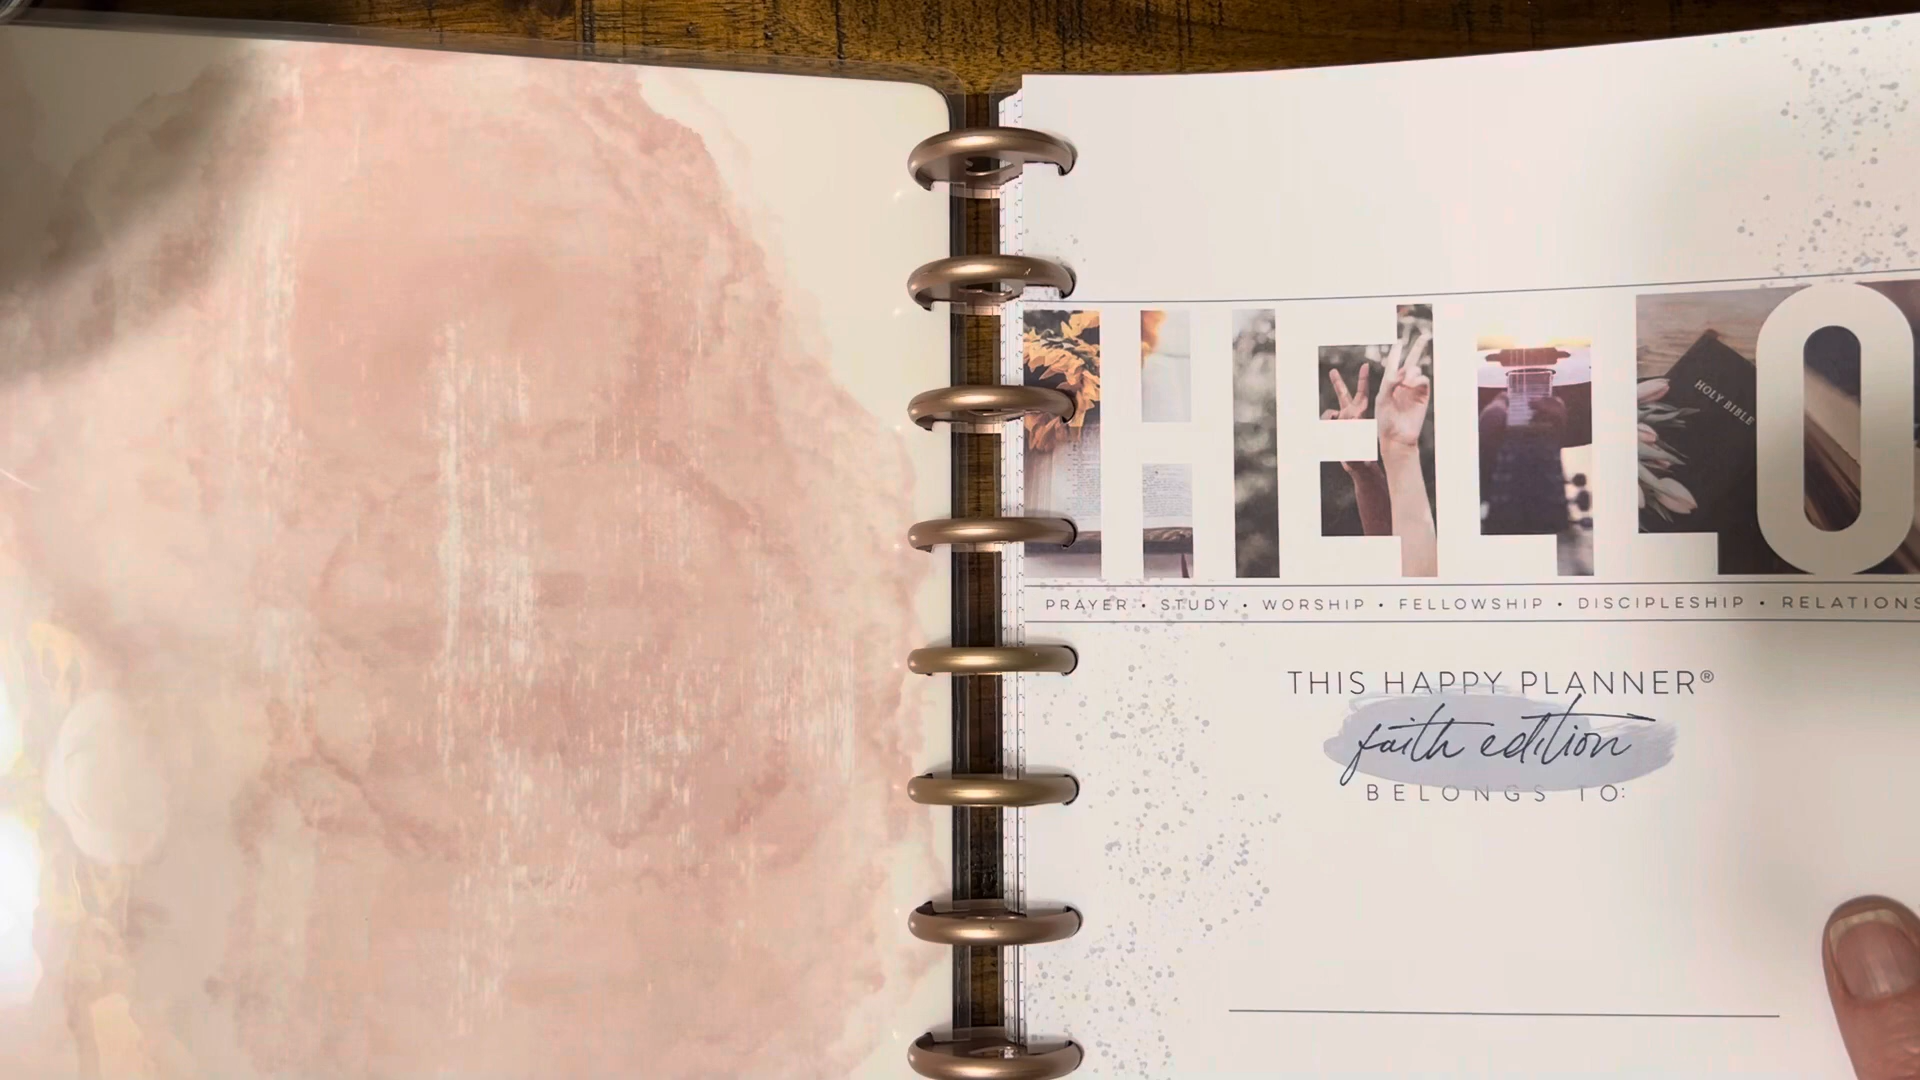 HELLO
HOLY BIBLE
PRAYER • STUDY • WORSHIP • FELLOWSHIP • DISCIPLESHIP • RELATIONS
THIS HAPPY PLANNER®
faith edition
BELONGS TO: